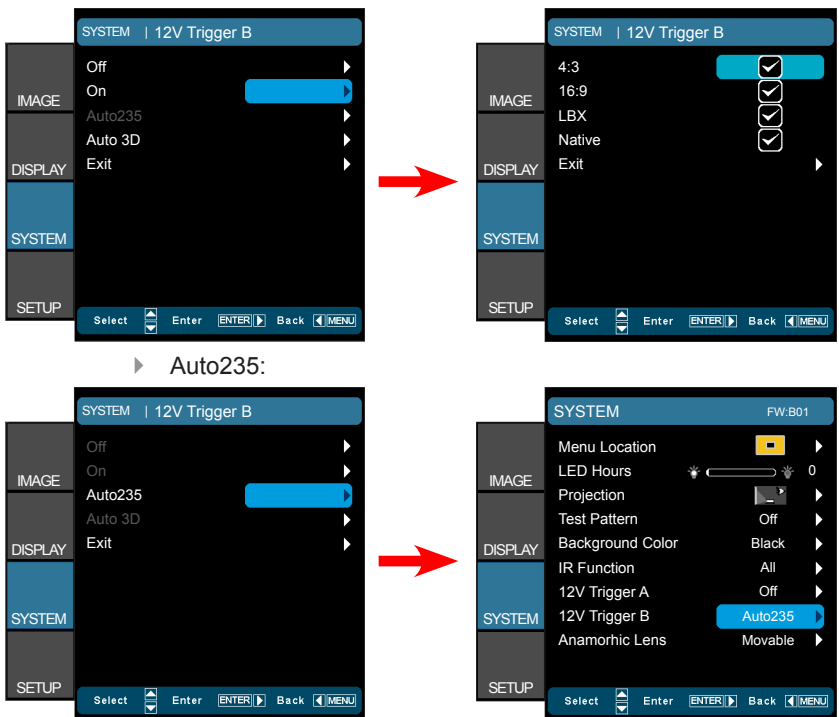 SYSTEM | 12V Trigger B
Off
On
Auto235
Auto 3D
Exit
IMAGE
DISPLAY
SYSTEM
SETUP
Select Enter ENTER Back MENU
SYSTEM | 12V Trigger B
4:3
16:9
LBX
Native
Exit
IMAGE
DISPLAY
SYSTEM
SETUP
Select Enter ENTER Back MENU
Auto235:
SYSTEM | 12V Trigger B
Off
On
Auto235
Auto 3D
Exit
IMAGE
DISPLAY
SYSTEM
SETUP
Select Enter ENTER Back MENU
SYSTEM FW:B01
Menu Location
LED Hours 0
Projection
Test Pattern Off
Background Color Black
IR Function All
12V Trigger A Off
12V Trigger B Auto235
Anamorhic Lens Movable
IMAGE
DISPLAY
SYSTEM
SETUP
Select Enter ENTER Back MENU